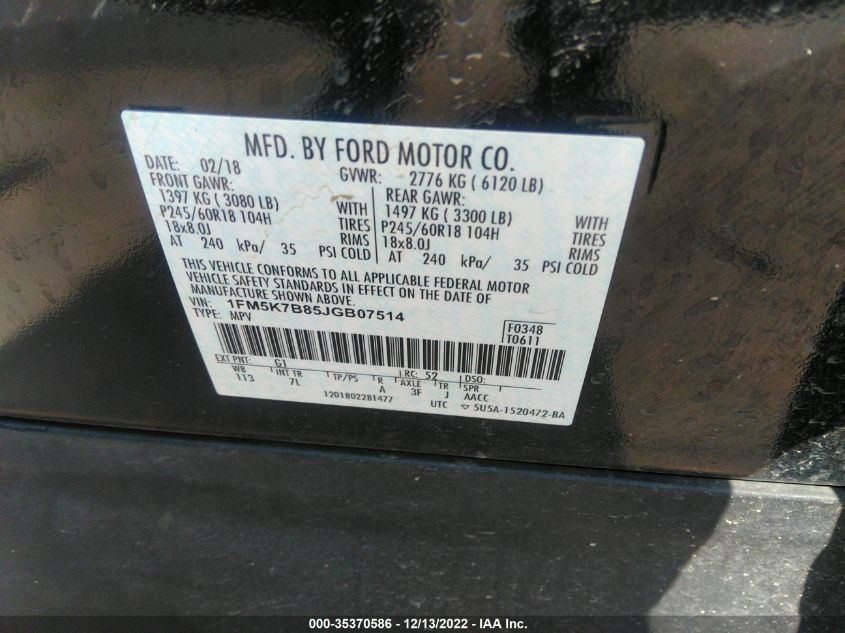 MFD. BY FORD MOTOR CO.
DATE: 02/18 GVWR: 2776 KG ( 6120 LB)
FRONT GAWR: REAR GAWR:
1397 KG ( 3080 LB) WITH 1497 KG ( 3300 LB) WITH
P245/60R18 104H TIRES P245/60R18 104H TIRES
18x8.0J RIMS 18x8.0J RIMS
AT 240 kPa/ 35 PSI COLD AT 240 kPa/ 35 PSI COLD
THIS VEHICLE CONFORMS TO ALL APPLICABLE FEDERAL MOTOR
VEHICLE SAFETY STANDARDS IN EFFECT ON THE DATE OF
MANUFACTURE SHOWN ABOVE.
VIN: 1FM5K7B85JGB07514
TYPE: MPV
F0348
T0611
EXT PNT: G1 RC: 52 DSO:
WB INT TR TP/PS R AXLE TR SPR
113 7L A 3F J AACC
1201802281477 UTC ▽ 5U5A-1520472-BA
000-35370586 - 12/13/2022 - IAA Inc.